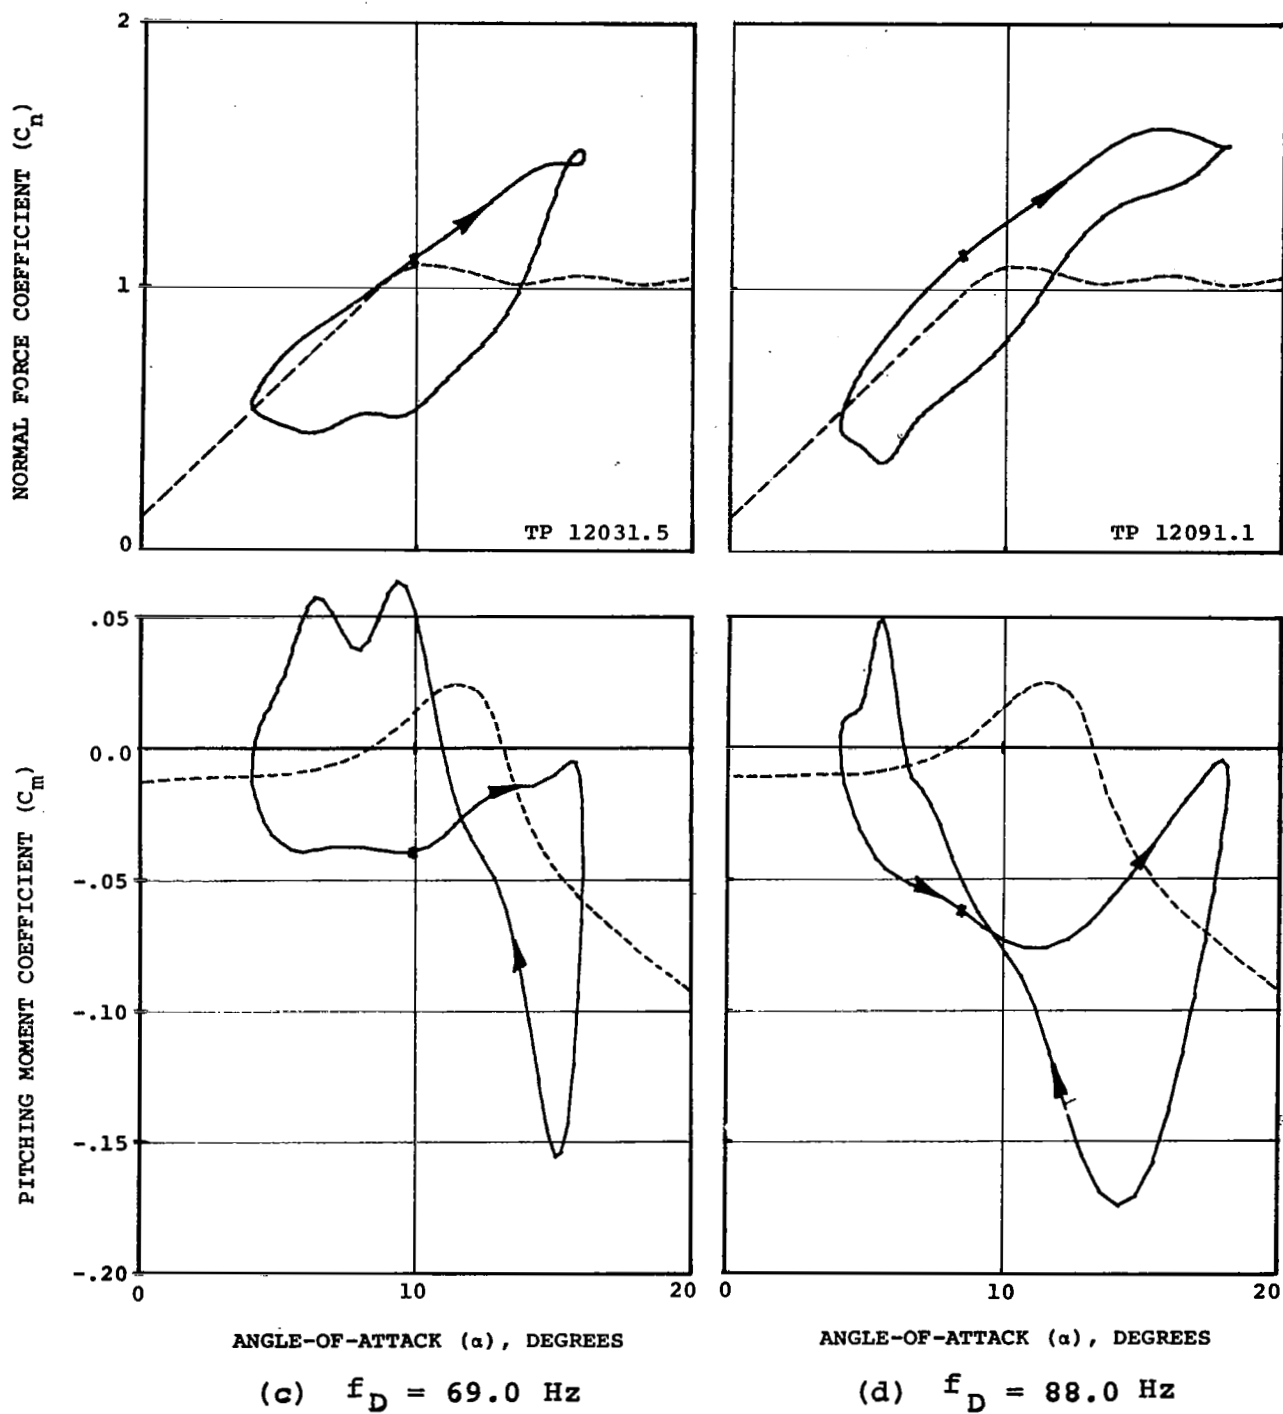 2
1
0
NORMAL FORCE COEFFICIENT (Cn)
TP 12031.5
TP 12091.1
.05
0.0
-.05
-.10
-.15
-.20
PITCHING MOMENT COEFFICIENT (Cm)
0 10 20
0 10 20
ANGLE-OF-ATTACK (α), DEGREES
ANGLE-OF-ATTACK (α), DEGREES
(c) fD = 69.0 Hz
(d) fD = 88.0 Hz